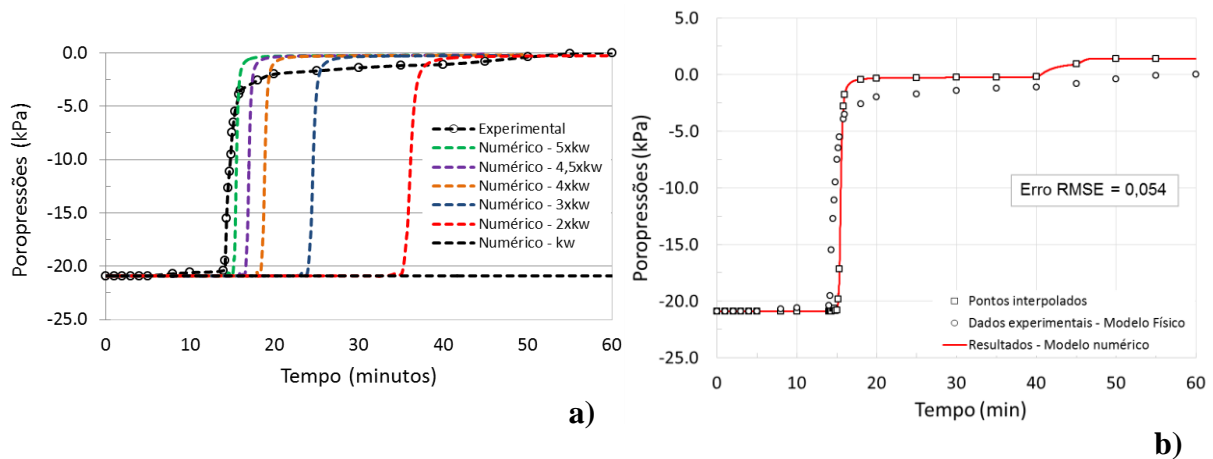 Poropressões (kPa)
0.0
-5.0
-10.0
-15.0
-20.0
-25.0
0
10
20
30
40
50
60
Tempo (minutos)
Experimental
Numérico - 5xkw
Numérico - 4,5xkw
Numérico - 4xkw
Numérico - 3xkw
Numérico - 2xkw
Numérico - kw
a)
Poropressões (kPa)
5.0
0.0
-5.0
-10.0
-15.0
-20.0
-25.0
0
10
20
30
40
50
60
Tempo (min)
Erro RMSE = 0,054
Pontos interpolados
Dados experimentais - Modelo Físico
Resultados - Modelo numérico
b)